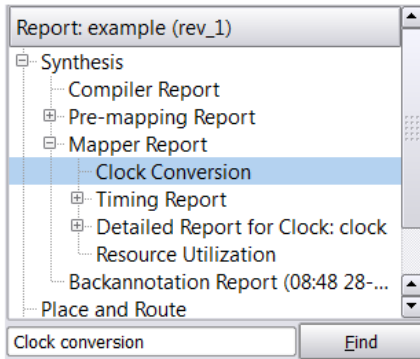 Report: example (rev_1)
Synthesis
Compiler Report
Pre-mapping Report
Mapper Report
Clock Conversion
Timing Report
Detailed Report for Clock: clock
Resource Utilization
Backannotation Report (08:48 28-...
Place and Route
Clock conversion Find